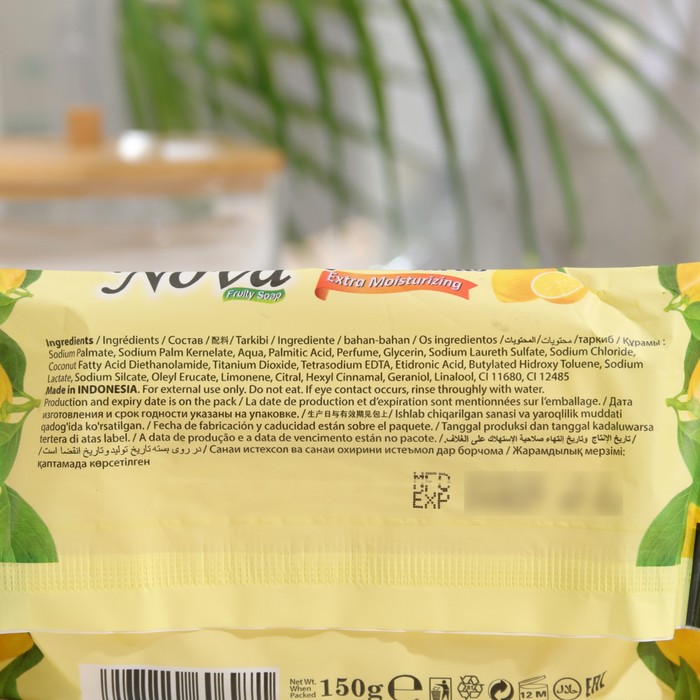 Nova
Fruity Soap
Extra Moisturizing
Ingredients / Ingrédients / Состав /配料/ Tarkibi / Ingrediente / bahan-bahan / Os ingredientos /محتويات/المحتويات /таркиб / Құрамы :
Sodium Palmate, Sodium Palm Kernelate, Aqua, Palmitic Acid, Perfume, Glycerin, Sodium Laureth Sulfate, Sodium Chloride,
Coconut Fatty Acid Diethanolamide, Titanium Dioxide, Tetrasodium EDTA, Etidronic Acid, Butylated Hidroxy Toluene, Sodium
Lactate, Sodium Silcate, Oleyl Erucate, Limonene, Citral, Hexyl Cinnamal, Geraniol, Linalool, CI 11680, CI 12485
Made in INDONESIA. For external use only. Do not eat. If eye contact occurs, rinse throughly with water.
Production and expiry date is on the pack / La date de production et d'expiration sont mentionnées sur l'emballage. / Дата
изготовления и срок годности указаны на упаковке. /生产日与有效期见包上/ Ishlab chiqarilgan sanasi va yaroqlilik muddati
qadog'ida ko'rsatilgan. / Fecha de fabricación y caducidad están sobre el paquete. / Tanggal produksi dan tanggal kadaluwarsa
tertera di atas label. / A data de produção e a data de vencimento están no pacote. / تاريخ الإنتاج وتاريخ إنتهاء صلاحية الاستهلاك على الغلاف./
در روی بسته تاریخ تولید و تاریخ انقضا است/ / Санаи истехсол ва санаи охирини истеъмол дар борчома / Жарамдылық мерзімі:
қаптамада көрсетілген
MFG
EXP
Net Wt.
When
Packed
150g
12 M
EAC